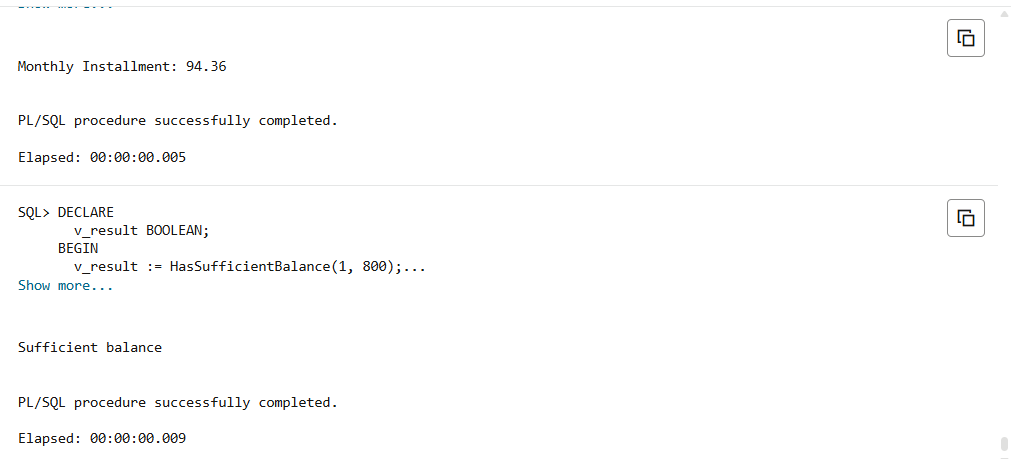 Monthly Installment: 94.36
PL/SQL procedure successfully completed.
Elapsed: 00:00:00.005
SQL> DECLARE
       v_result BOOLEAN;
     BEGIN
       v_result := HasSufficientBalance(1, 800);...
Show more...
Sufficient balance
PL/SQL procedure successfully completed.
Elapsed: 00:00:00.009